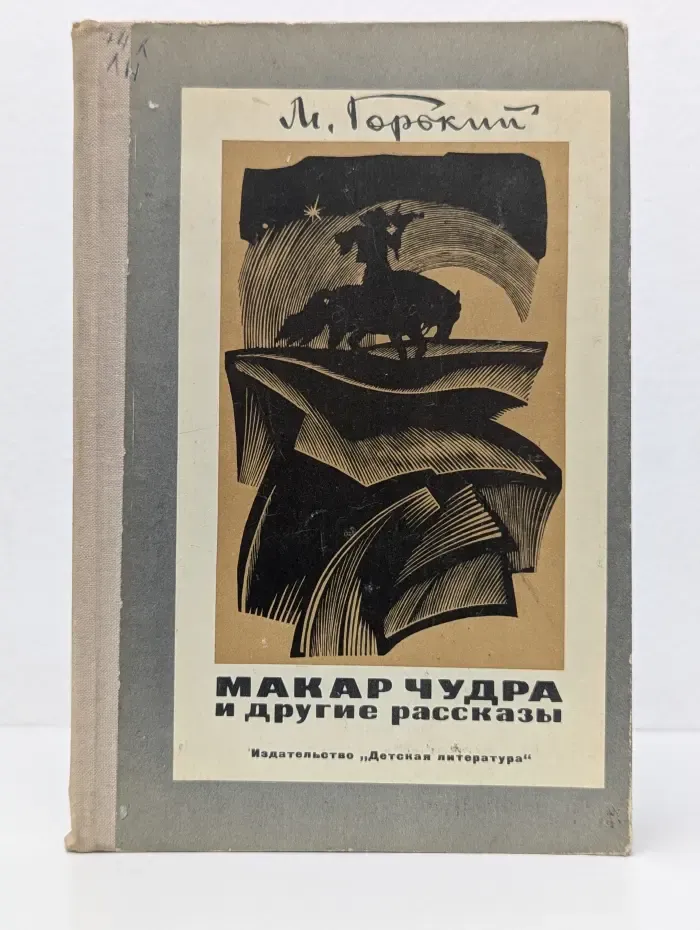 М. Горький
МАКАР ЧУДРА
и другие рассказы
Издательство „Детская литература“